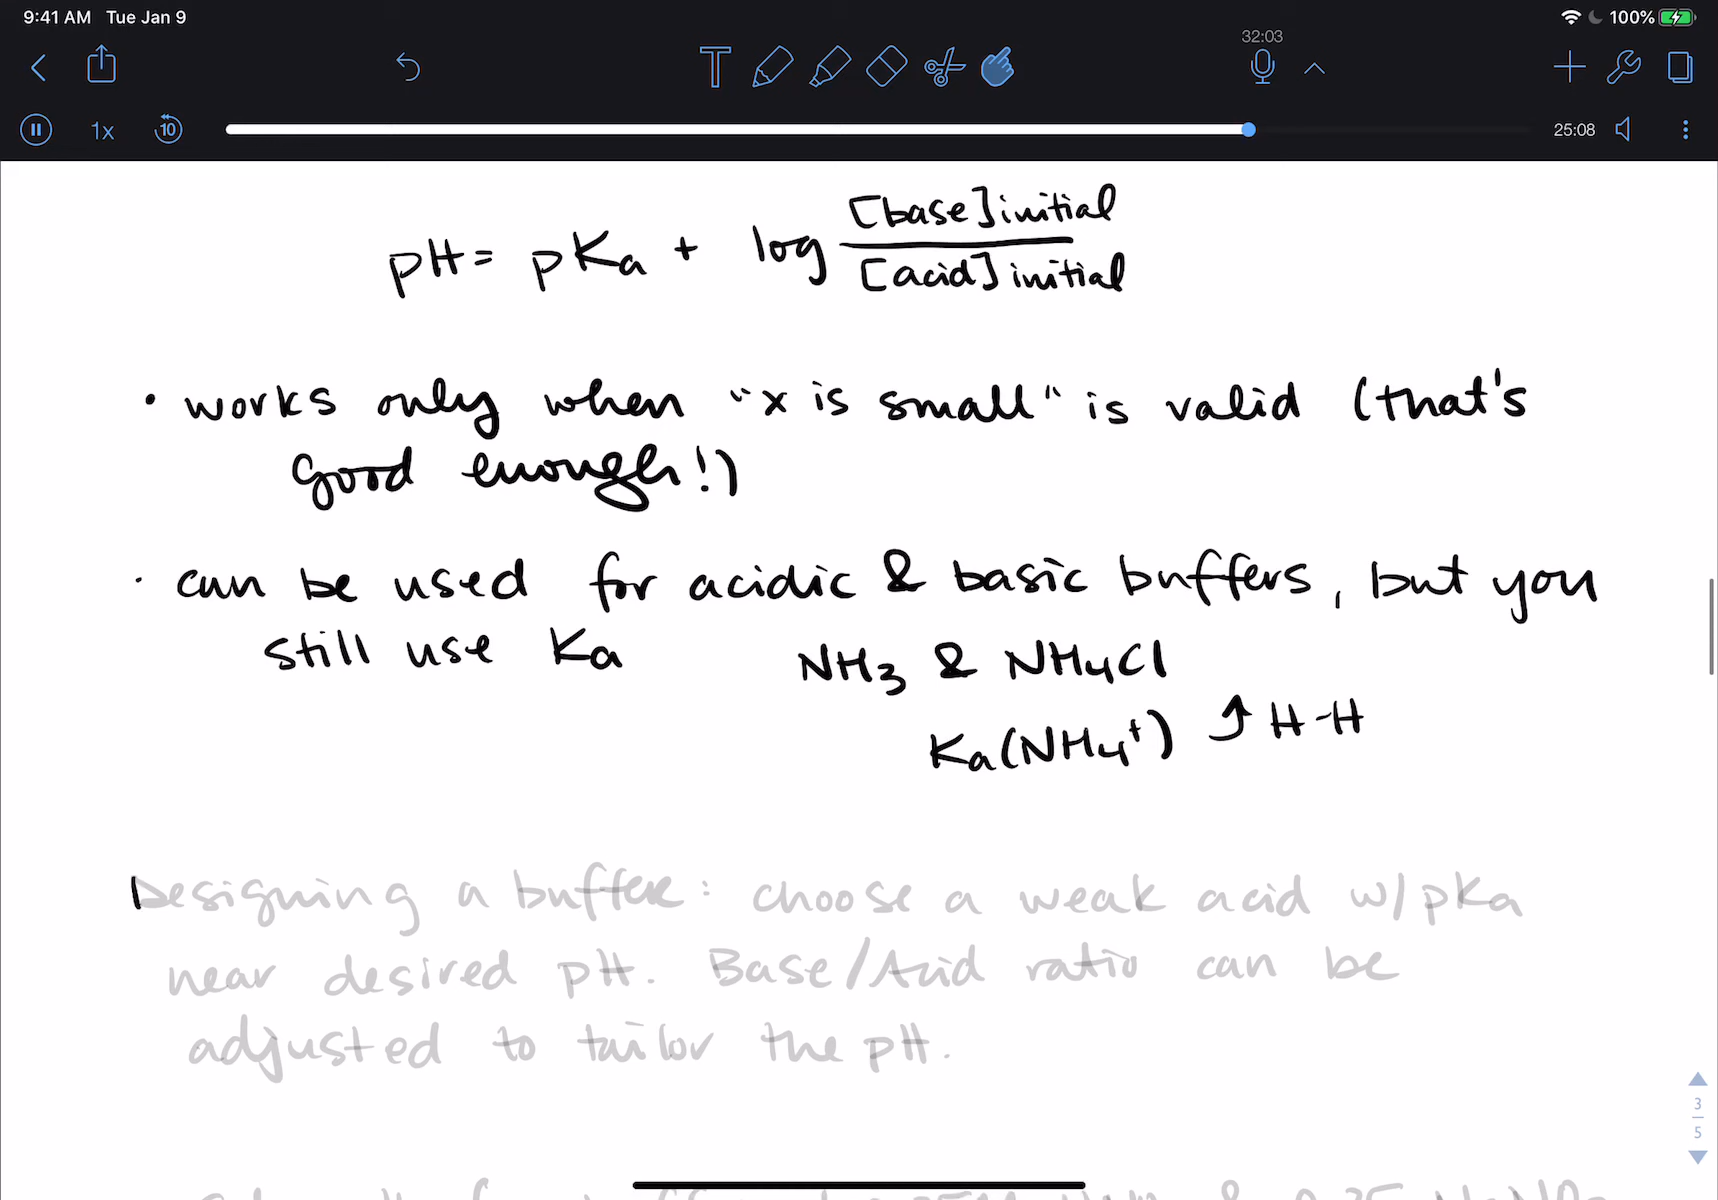 9:41 AM Tue Jan 9
100%
32:03
1x
10
25:08
pH = pKa + log [base]initial
[acid]initial
• works only when "x is small" is valid (that's
good enough!)
• can be used for acidic & basic buffers, but you
still use Ka
NH3 & NH4Cl
Ka(NH4+) ↑ H-H
Designing a buffer: choose a weak acid w/ pKa
near desired pH. Base/Acid ratio can be
adjusted to tailor the pH.
3
5